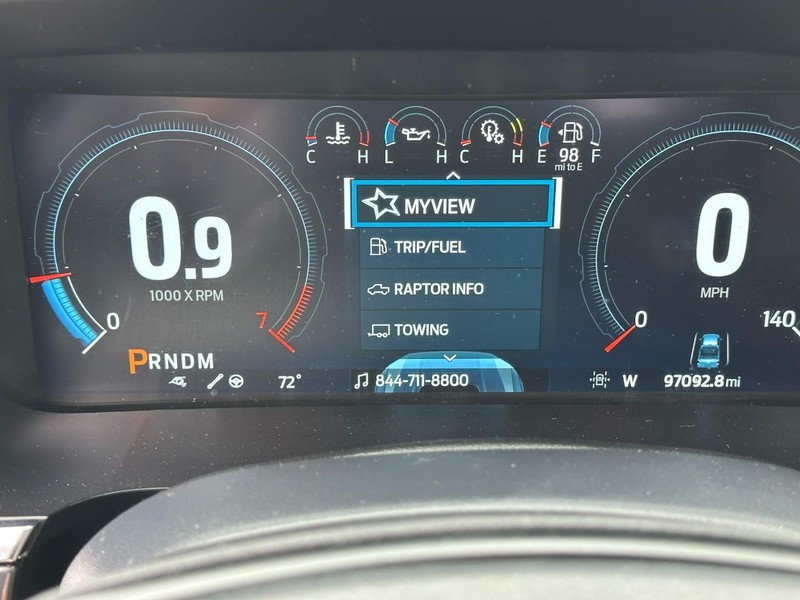 C H L H C H E 98 F
mi to E
MYVIEW
TRIP/FUEL
RAPTOR INFO
TOWING
0.9
1000 X RPM
0 7
PRNDM
72°
844-711-8800
0
MPH
0 140
W 97092.8 mi